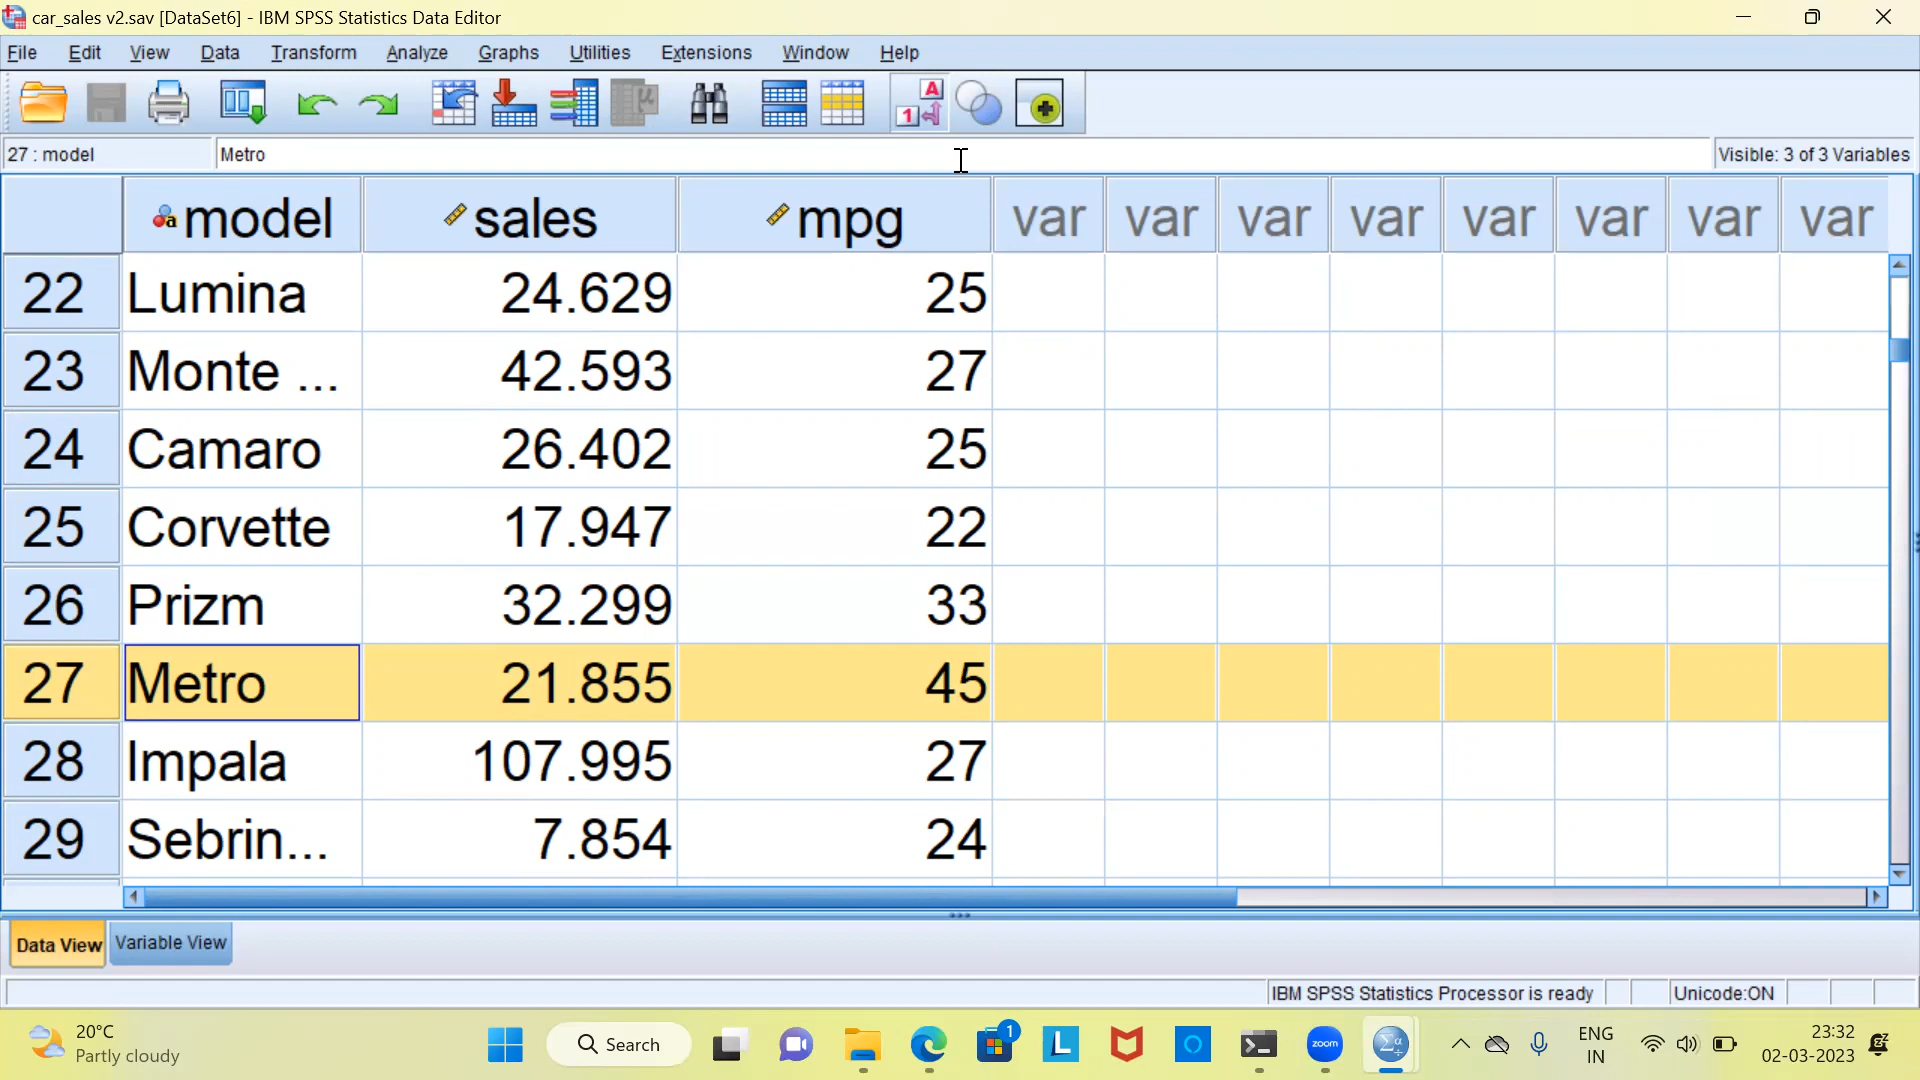 car_sales v2.sav [DataSet6] - IBM SPSS Statistics Data Editor
File Edit View Data Transform Analyze Graphs Utilities Extensions Window Help
27 : model Metro Visible: 3 of 3 Variables
model sales mpg var var var var var var var var
22 Lumina 24.629 25
23 Monte ... 42.593 27
24 Camaro 26.402 25
25 Corvette 17.947 22
26 Prizm 32.299 33
27 Metro 21.855 45
28 Impala 107.995 27
29 Sebrin... 7.854 24
Data View Variable View
IBM SPSS Statistics Processor is ready Unicode:ON
20°C
Partly cloudy
Search
1
L
zoom
ENG
IN
23:32
02-03-2023